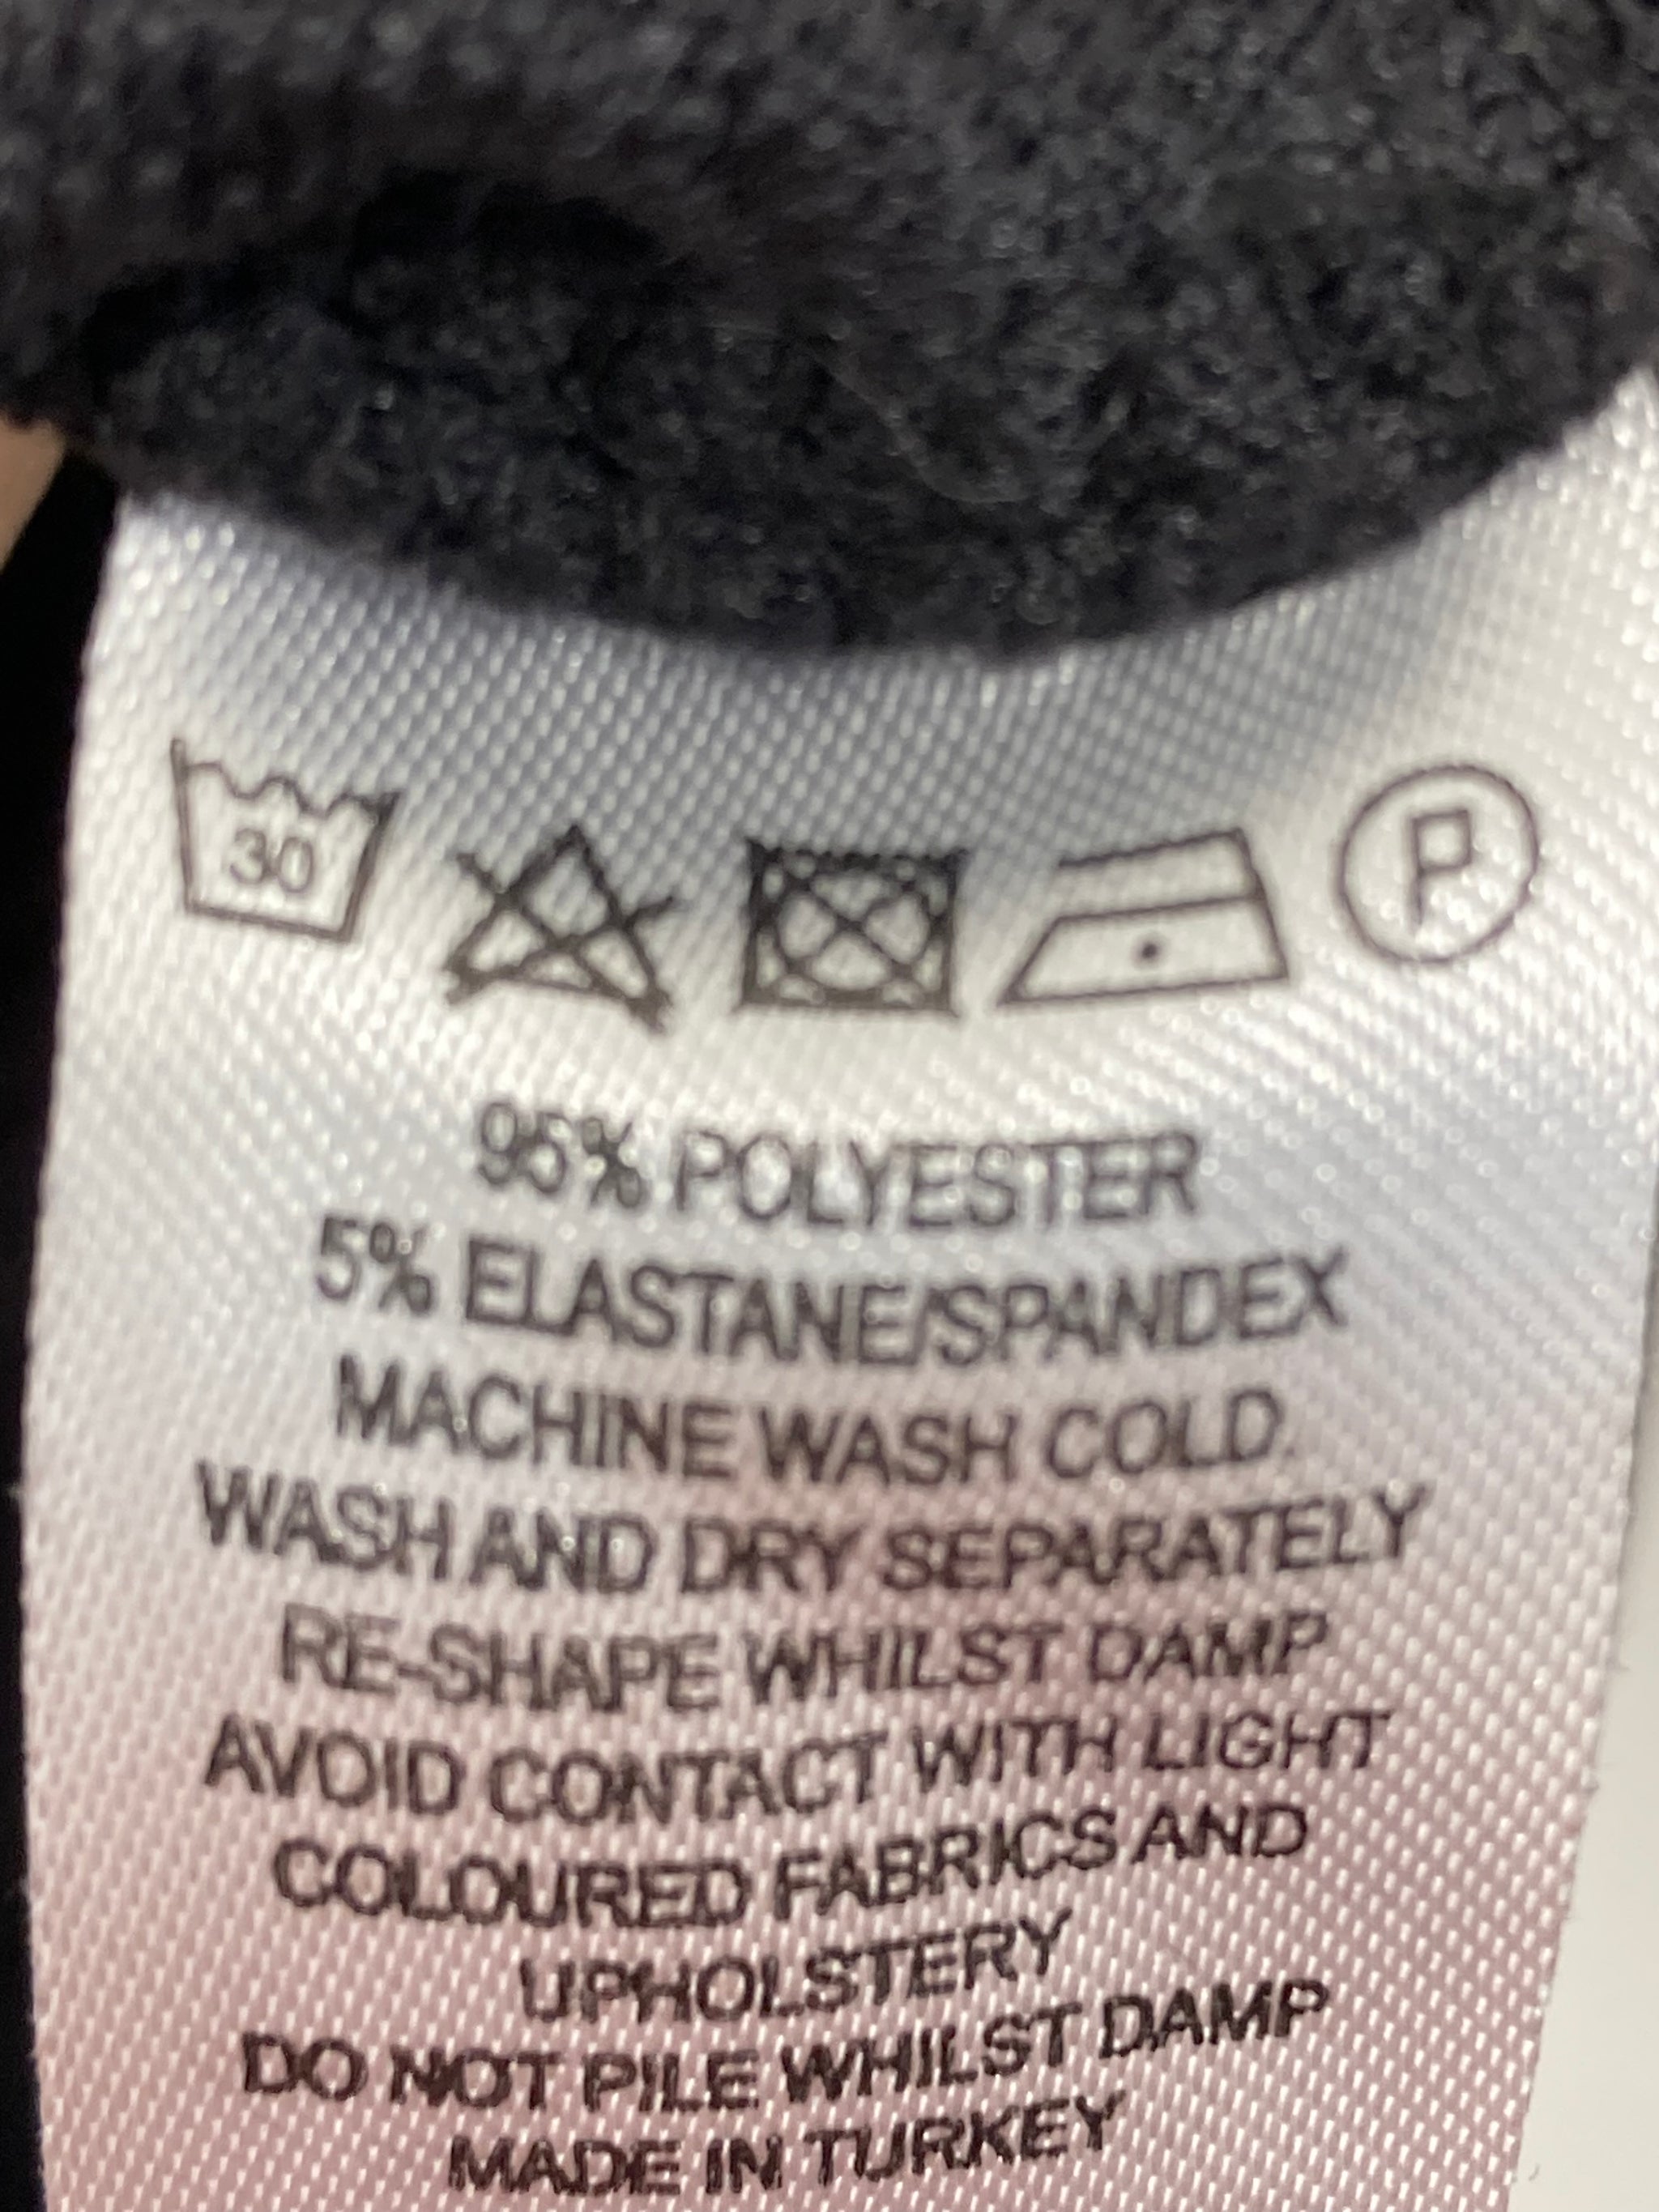 30 P
95% POLYESTER
5% ELASTANE/SPANDEX
MACHINE WASH COLD.
WASH AND DRY SEPARATELY
RE-SHAPE WHILST DAMP
AVOID CONTACT WITH LIGHT
COLOURED FABRICS AND
UPHOLSTERY
DO NOT PILE WHILST DAMP
MADE IN TURKEY